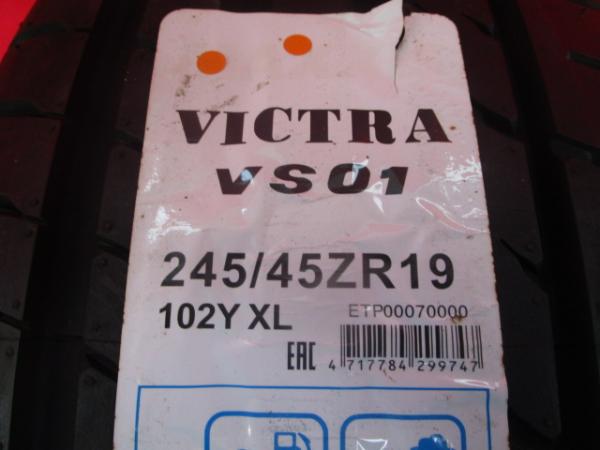 VICTRA
VS01
245/45ZR19
102Y XL ETP00070000
EAC 4 717784 299747